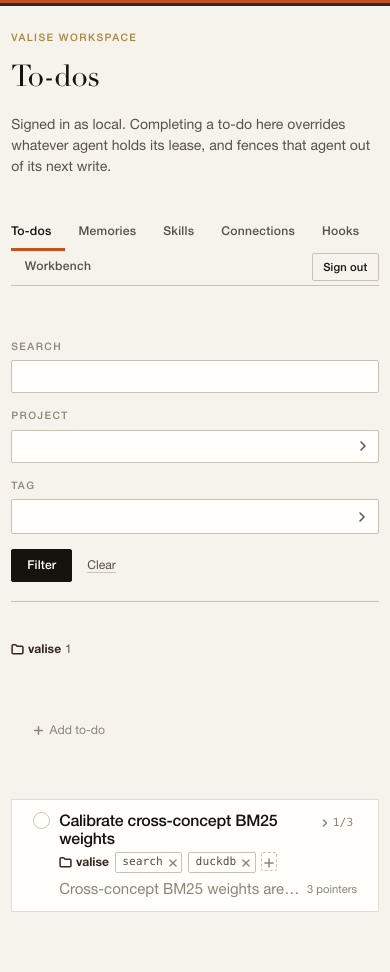 VALISE WORKSPACE
To-dos
Signed in as local. Completing a to-do here overrides
whatever agent holds its lease, and fences that agent out
of its next write.
To-dos Memories Skills Connections Hooks
Workbench Sign out
SEARCH
PROJECT
TAG
Filter Clear
valise 1
+ Add to-do
Calibrate cross-concept BM25 1/3
weights
valise search × duckdb × +
Cross-concept BM25 weights are… 3 pointers